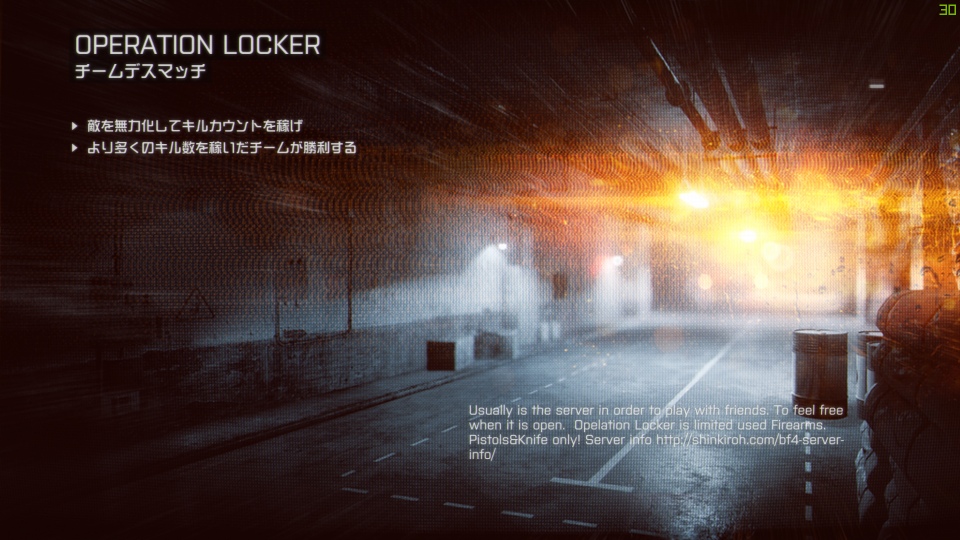 30
OPERATION LOCKER
チームデスマッチ
敵を無力化してキルカウントを稼げ
より多くのキル数を稼いだチームが勝利する
Usually is the server in order to play with friends. To feel free
when it is open.  Opelation Locker is limited used Firearms.
Pistols&Knife only! Server info http://shinkiroh.com/bf4-server-
info/